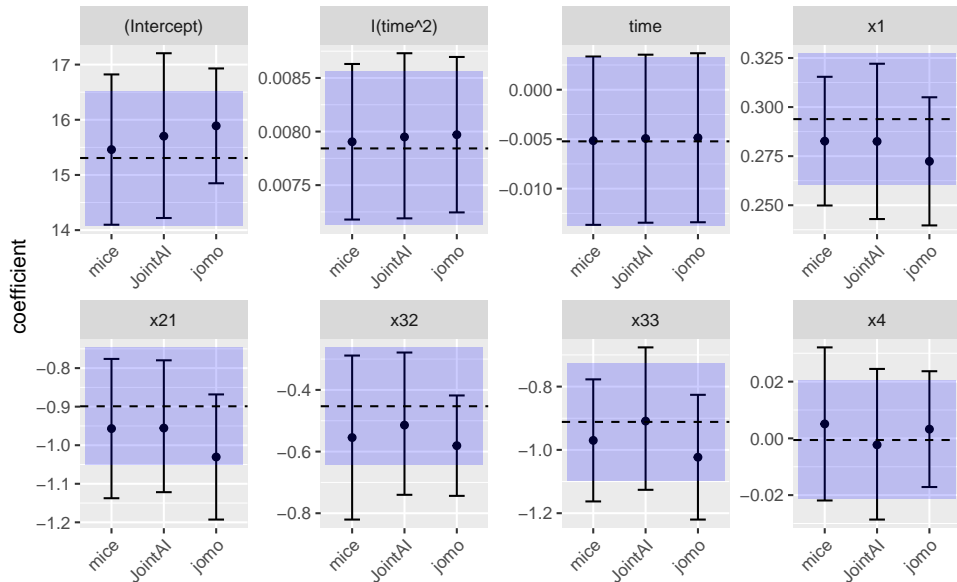 (Intercept)
I(time^2)
time
x1
17
16
15
14
0.0085
0.0080
0.0075
0.000
−0.005
−0.010
0.325
0.300
0.275
0.250
mice
JointAI
jomo
mice
JointAI
jomo
mice
JointAI
jomo
mice
JointAI
jomo
coefficient
x21
x32
x33
x4
−0.8
−0.9
−1.0
−1.1
−1.2
−0.4
−0.6
−0.8
−0.8
−1.0
−1.2
0.02
0.00
−0.02
mice
JointAI
jomo
mice
JointAI
jomo
mice
JointAI
jomo
mice
JointAI
jomo